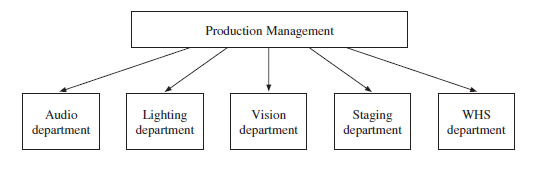 Production Management
Audio
department
Lighting
department
Vision
department
Staging
department
WHS
department